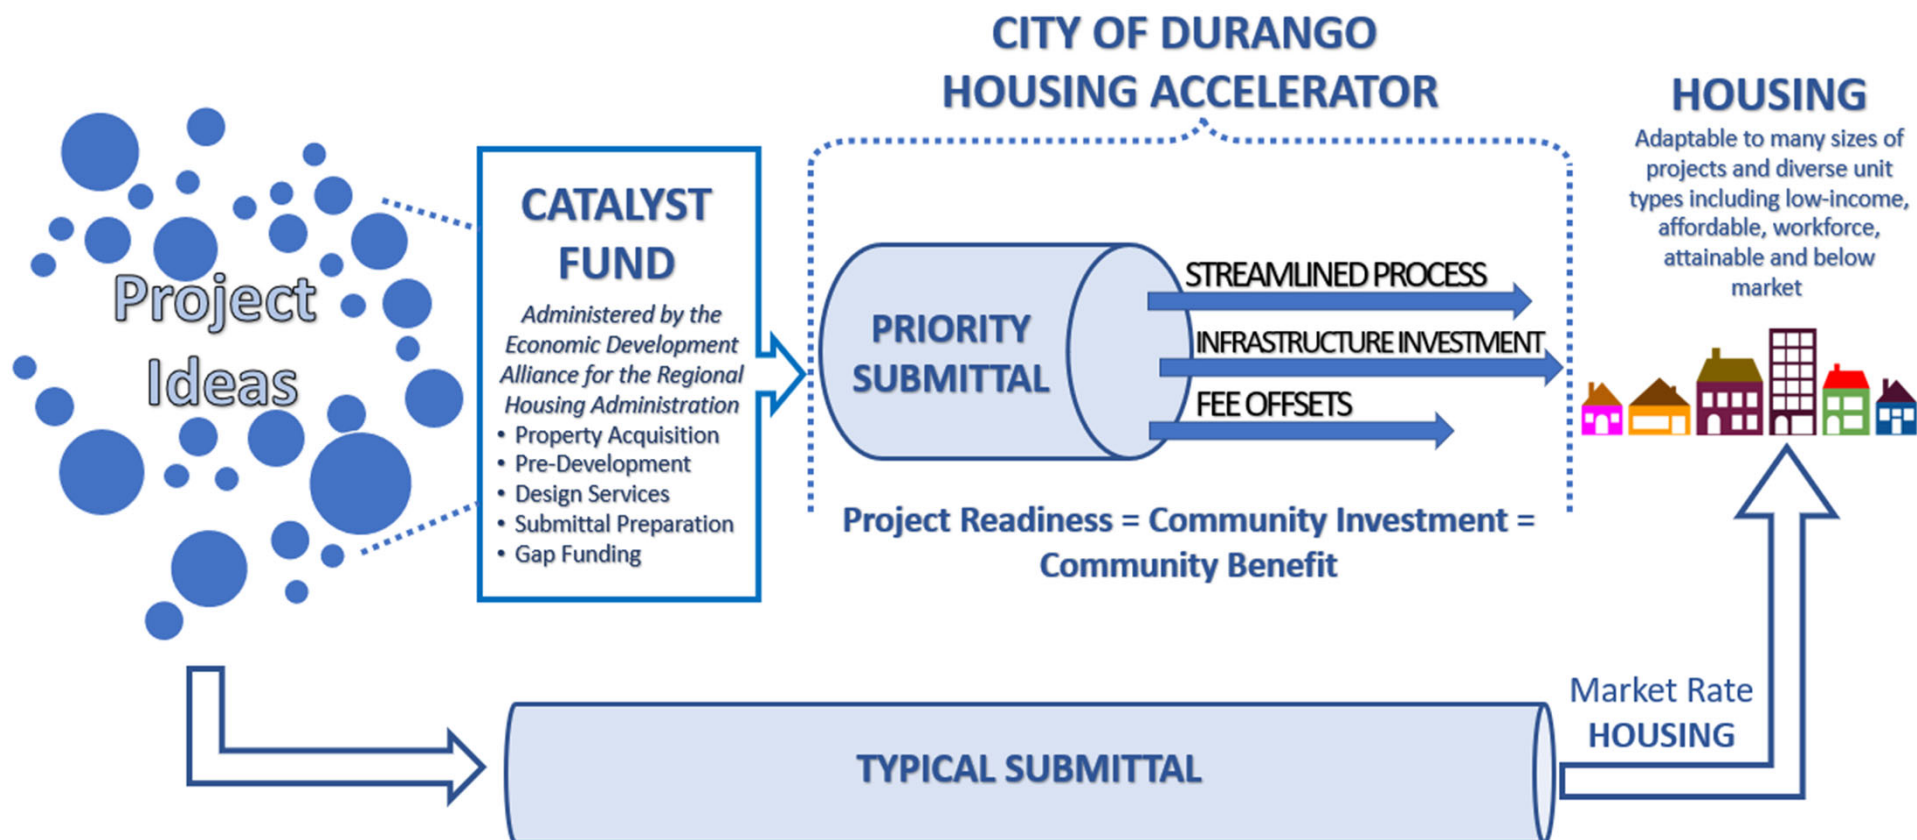 CITY OF DURANGO
HOUSING ACCELERATOR
Project
Ideas
CATALYST
FUND
Administered by the
Economic Development
Alliance for the Regional
Housing Administration
• Property Acquisition
• Pre-Development
• Design Services
• Submittal Preparation
• Gap Funding
PRIORITY
SUBMITTAL
STREAMLINED PROCESS
INFRASTRUCTURE INVESTMENT
FEE OFFSETS
Project Readiness = Community Investment =
Community Benefit
HOUSING
Adaptable to many sizes of
projects and diverse unit
types including low-income,
affordable, workforce,
attainable and below
market
TYPICAL SUBMITTAL
Market Rate
HOUSING